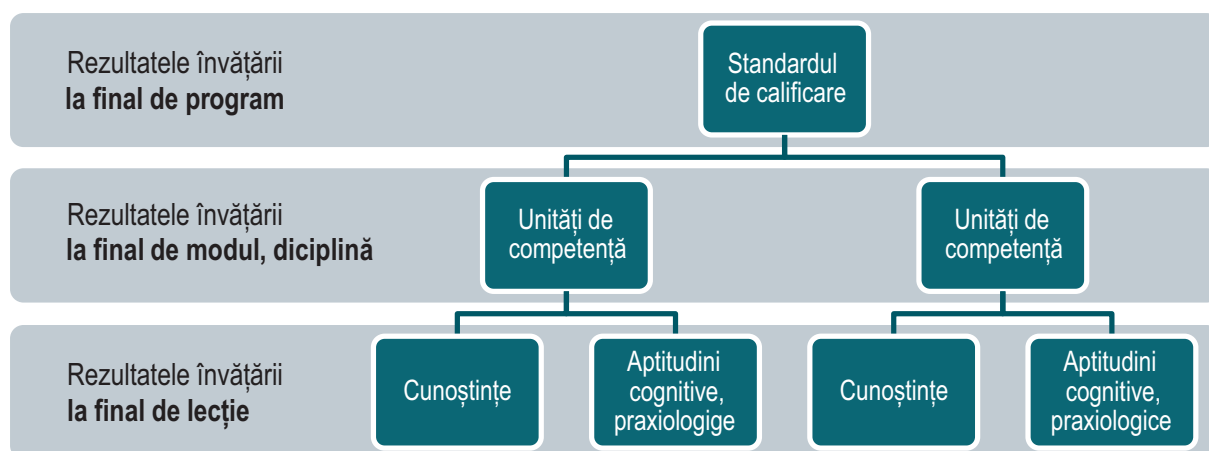 Rezultatele învățării
la final de program
Standardul
de calificare
Rezultatele învățării
la final de modul, diciplină
Unități de
competență
Unități de
competență
Rezultatele învățării
la final de lecție
Cunoștințe
Aptitudini
cognitive,
praxiologige
Cunoștințe
Aptitudini
cognitive,
praxiologice